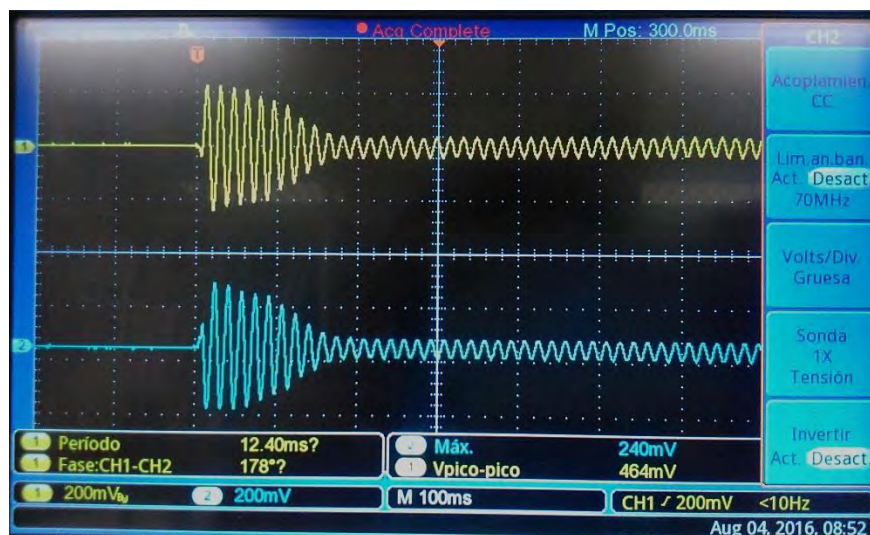 Acq Complete
M Pos: 300.0ms
CH2
T
Acoplamien
CC
1
Lim.an.ban.
Act. Desact
70MHz
Volts/Div.
Gruesa
2
Sonda
1X
Tensión
Invertir
Act. Desact
1 Período 12.40ms?
2 Máx. 240mV
1 Fase:CH1-CH2 178°?
1 Vpico-pico 464mV
1 200mV
2 200mV
M 100ms
CH1 200mV <10Hz
Aug 04, 2016, 08:52